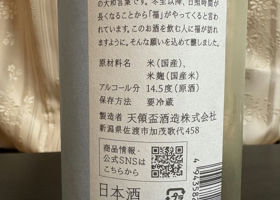 の大和言葉です。冬至以降、日照時間が
長くなることから「福」がやってくると言わ
れています。このお酒を飲む人に福が訪れ
ますように。そんな願いを込めて醸しました。
原材料名 米(国産米)
米麹(国産米)
アルコール分 14.5度(原酒)
保存方法 要冷蔵
製造者 天領盃酒造株式会社
新潟県佐渡市加茂歌代458
商品情報・
公式SNSは
こちらから
日本酒